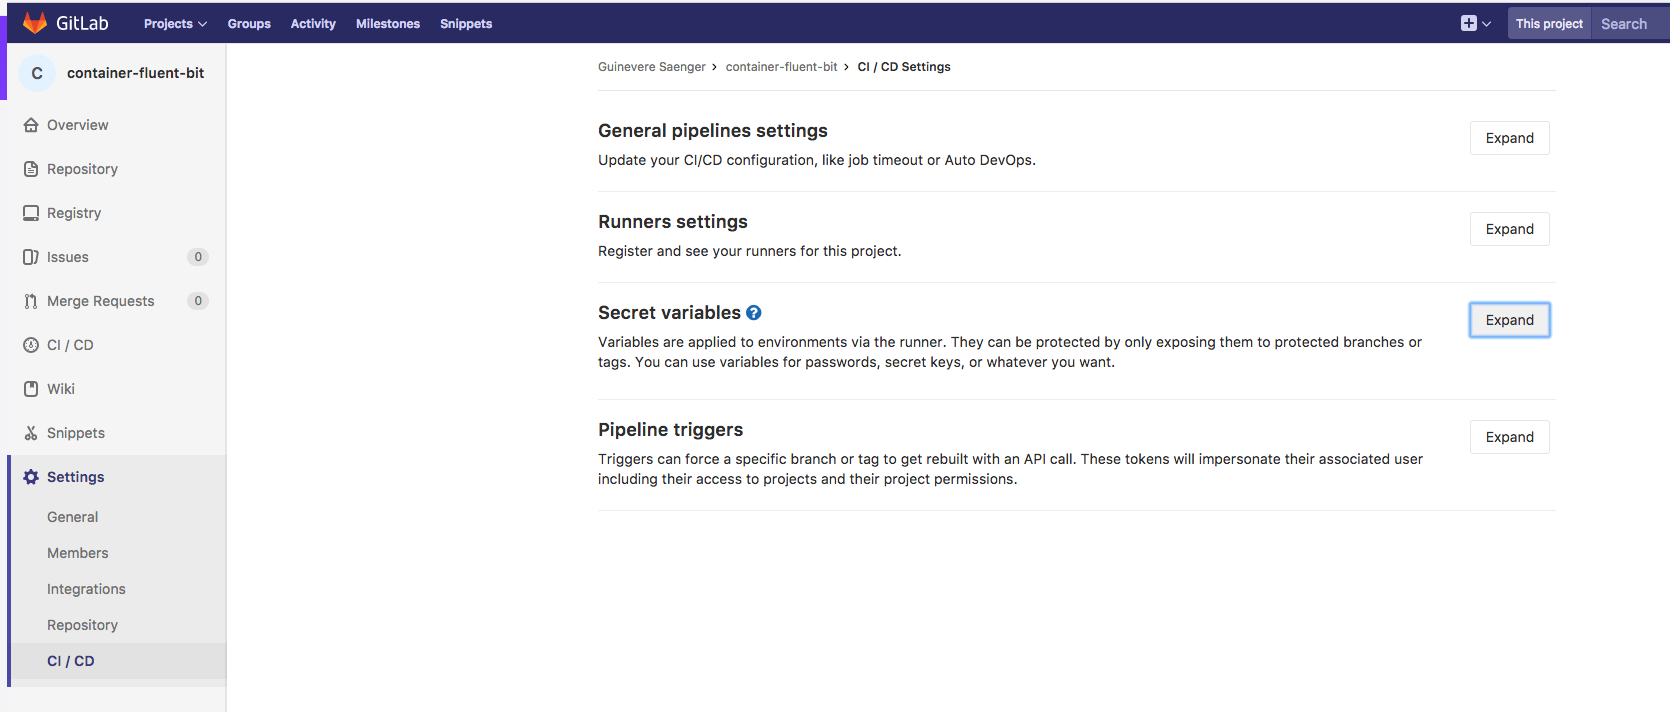 GitLab Projects Groups Activity Milestones Snippets This project Search
C container-fluent-bit
Overview
Repository
Registry
Issues 0
Merge Requests 0
CI / CD
Wiki
Snippets
Settings
General
Members
Integrations
Repository
CI / CD
Guinevere Saenger › container-fluent-bit › CI / CD Settings
General pipelines settings
Expand
Update your CI/CD configuration, like job timeout or Auto DevOps.
Runners settings
Expand
Register and see your runners for this project.
Secret variables ?
Expand
Variables are applied to environments via the runner. They can be protected by only exposing them to protected branches or
tags. You can use variables for passwords, secret keys, or whatever you want.
Pipeline triggers
Expand
Triggers can force a specific branch or tag to get rebuilt with an API call. These tokens will impersonate their associated user
including their access to projects and their project permissions.